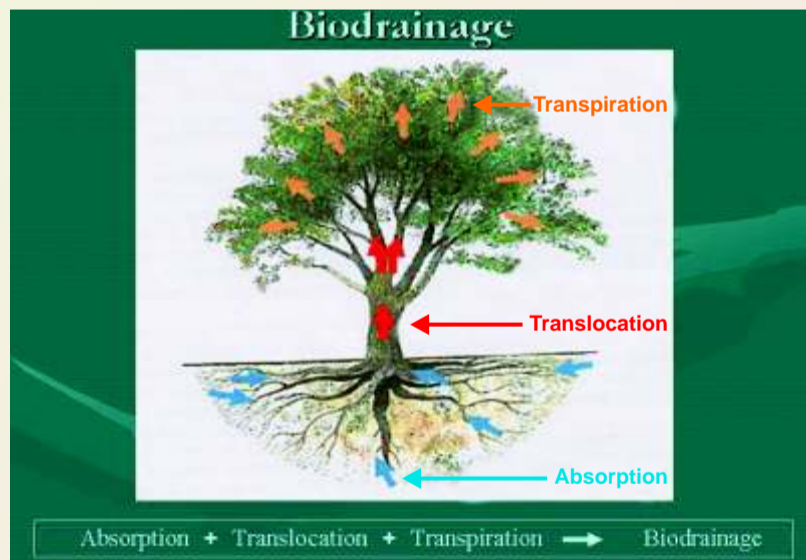 Biodrainage
Transpiration
Translocation
Absorption
Absorption + Translocation + Transpiration → Biodrainage